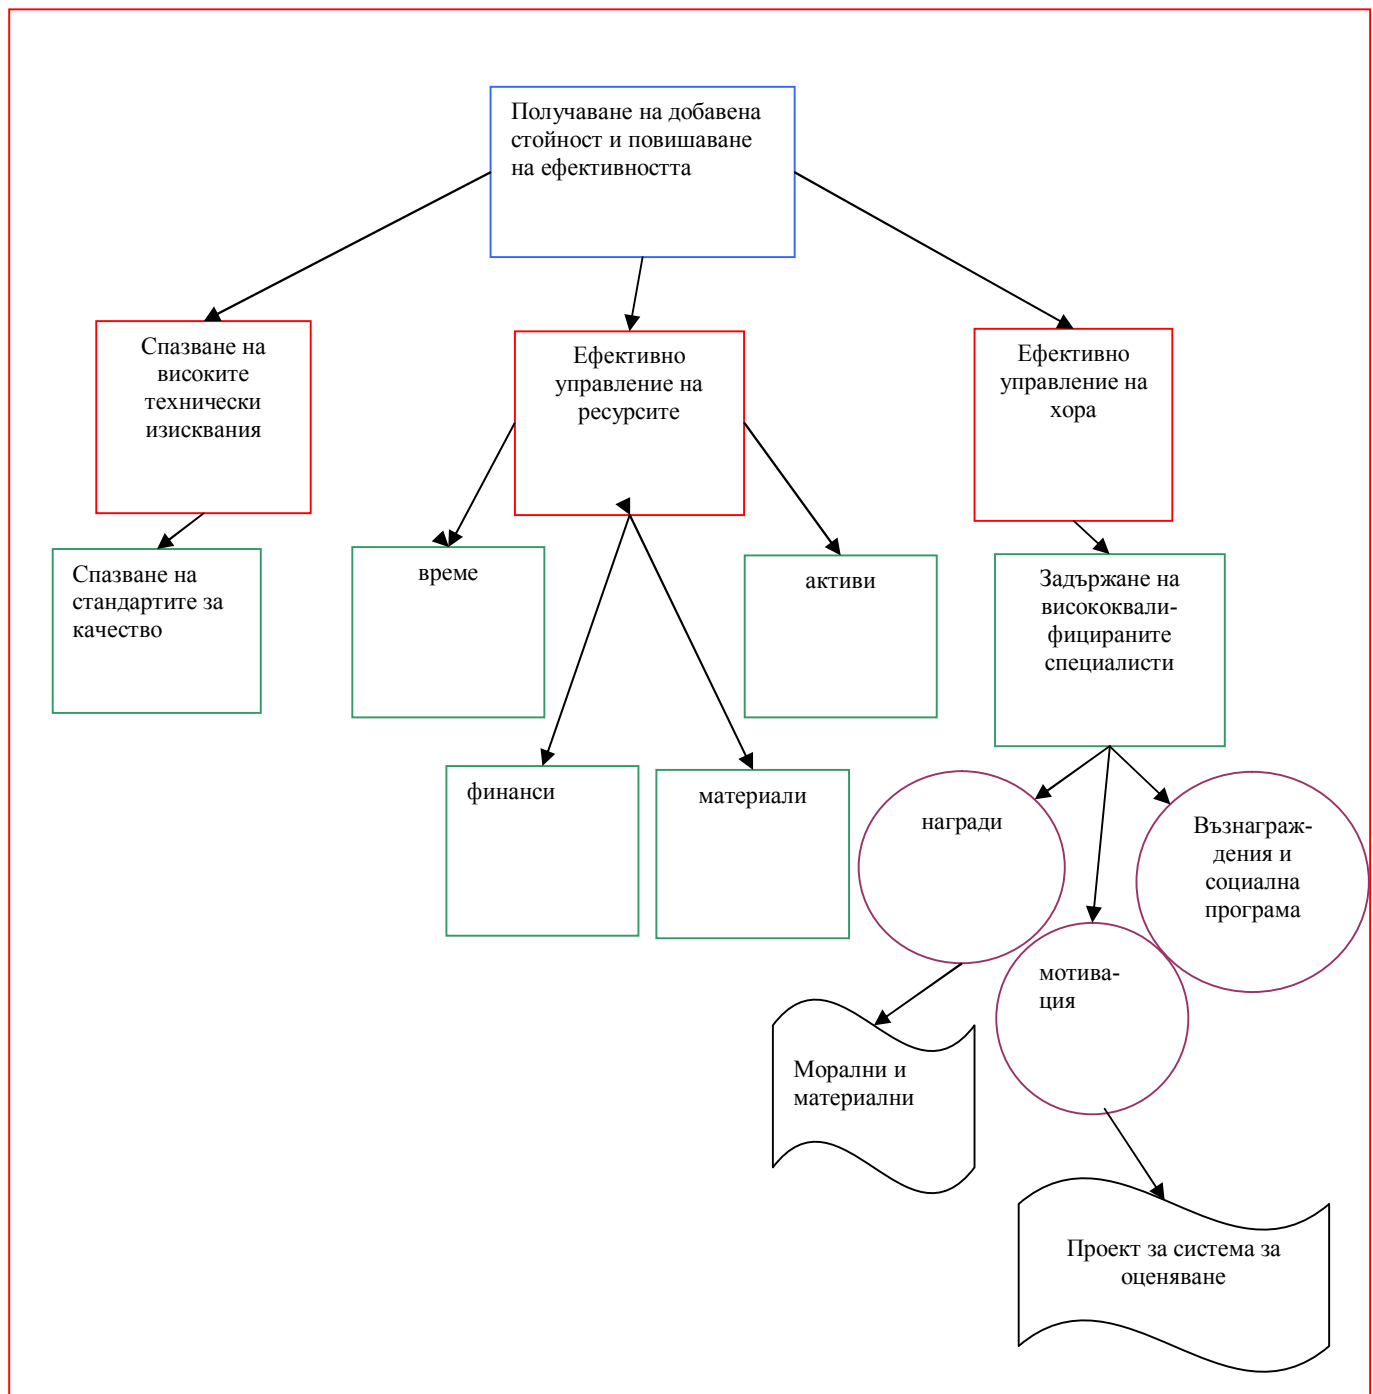 Получаване на добавена
стойност и повишаване
на ефективността
Спазване на
високите
технически
изисквания
Ефективно
управление на
ресурсите
Ефективно
управление на
хора
Спазване на
стандартите за
качество
време
активи
Задържане на
висококвали-
фицираните
специалисти
финанси
материали
награди
Възнаграж-
дения и
социална
програма
мотива-
ция
Морални и
материални
Проект за система за
оценяване